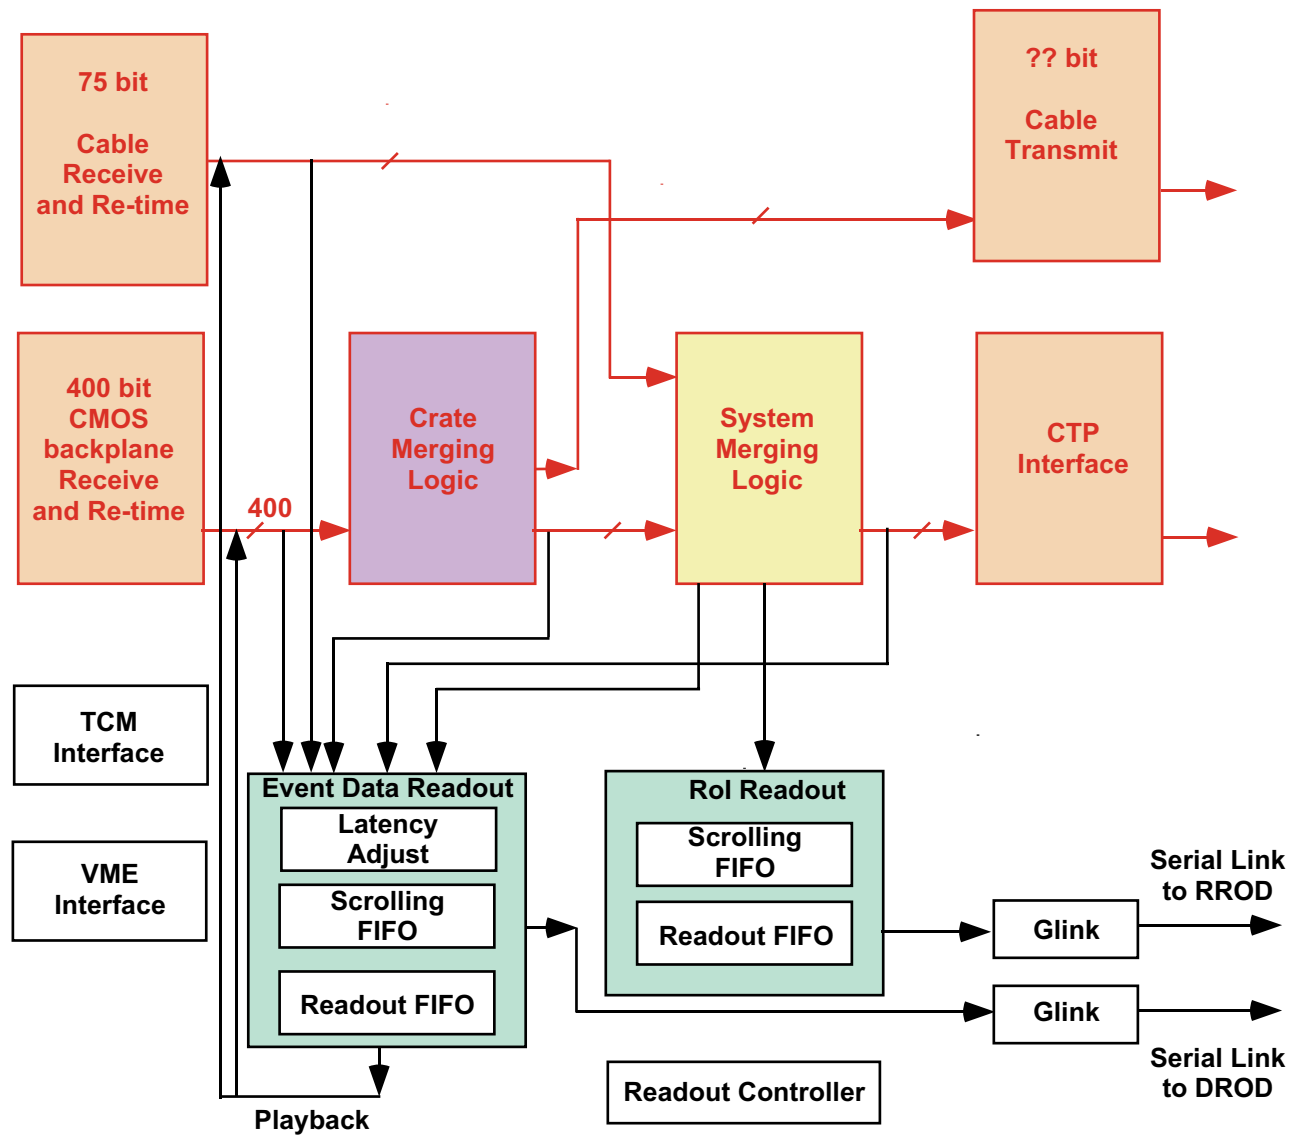 75 bit
Cable
Receive
and Re-time
?? bit
Cable
Transmit
400 bit
CMOS
backplane
Receive
and Re-time
400
Crate
Merging
Logic
System
Merging
Logic
CTP
Interface
TCM
Interface
VME
Interface
Event Data Readout
Latency
Adjust
Scrolling
FIFO
Readout FIFO
Playback
RoI Readout
Scrolling
FIFO
Readout FIFO
Readout Controller
Glink
Serial Link
to RROD
Glink
Serial Link
to DROD